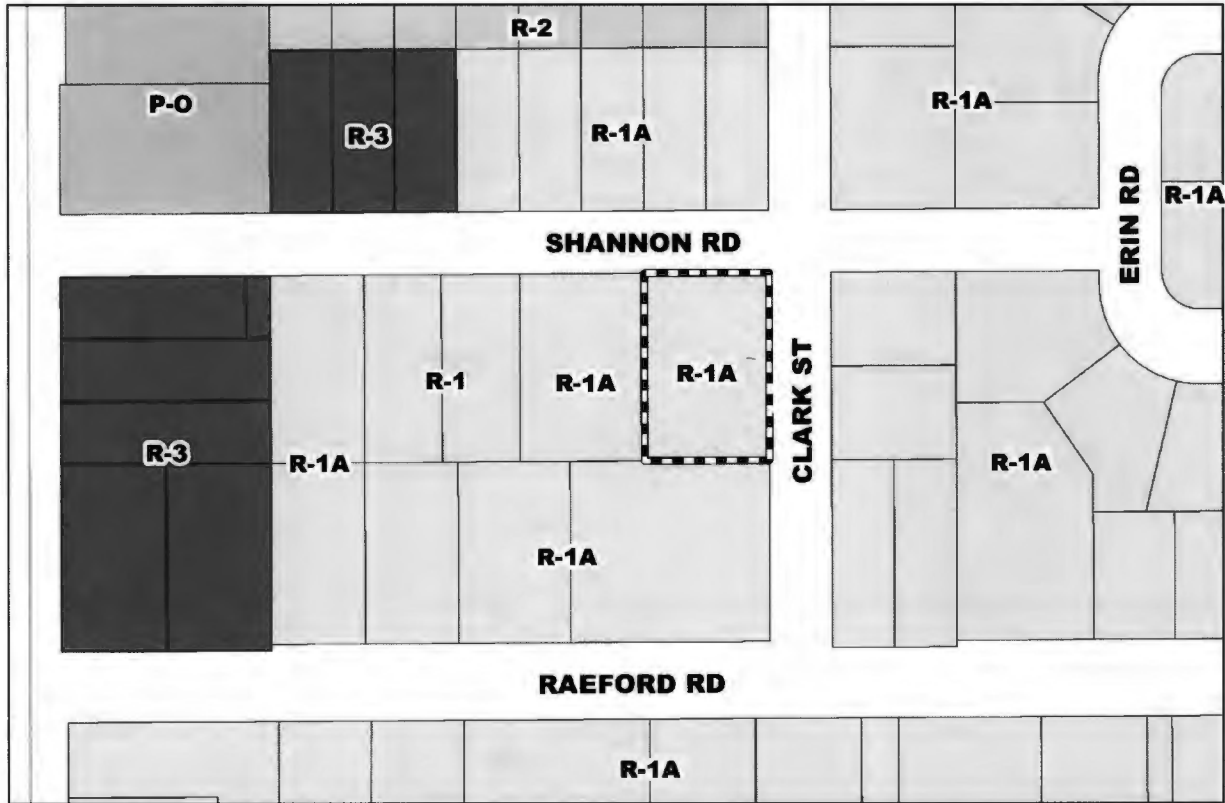 R-2
P-O
R-3
R-1A
R-1A
R-1A
SHANNON RD
ERIN RD
R-1
R-1A
R-1A
CLARK ST
R-3
R-1A
R-1A
R-1A
RAEFORD RD
R-1A